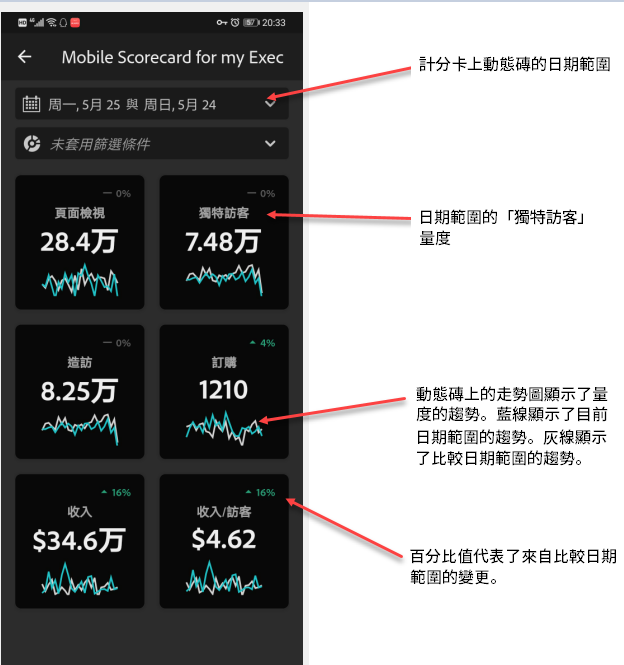 HD 46 57 20:33
Mobile Scorecard for my Exec
計分卡上動態磚的日期範圍
周一, 5月 25 與 周日, 5月 24
未套用篩選條件
0% 0%
頁面檢視 獨特訪客
28.4万 7.48万
日期範圍的「獨特訪客」
量度
0% 4%
造訪 訂購
8.25万 1210
動態磚上的走勢圖顯示了量
度的趨勢。藍線顯示了目前
日期範圍的趨勢。灰線顯示
了比較日期範圍的趨勢。
16% 16%
收入 收入/訪客
$34.6万 $4.62
百分比值代表了來自比較日期
範圍的變更。